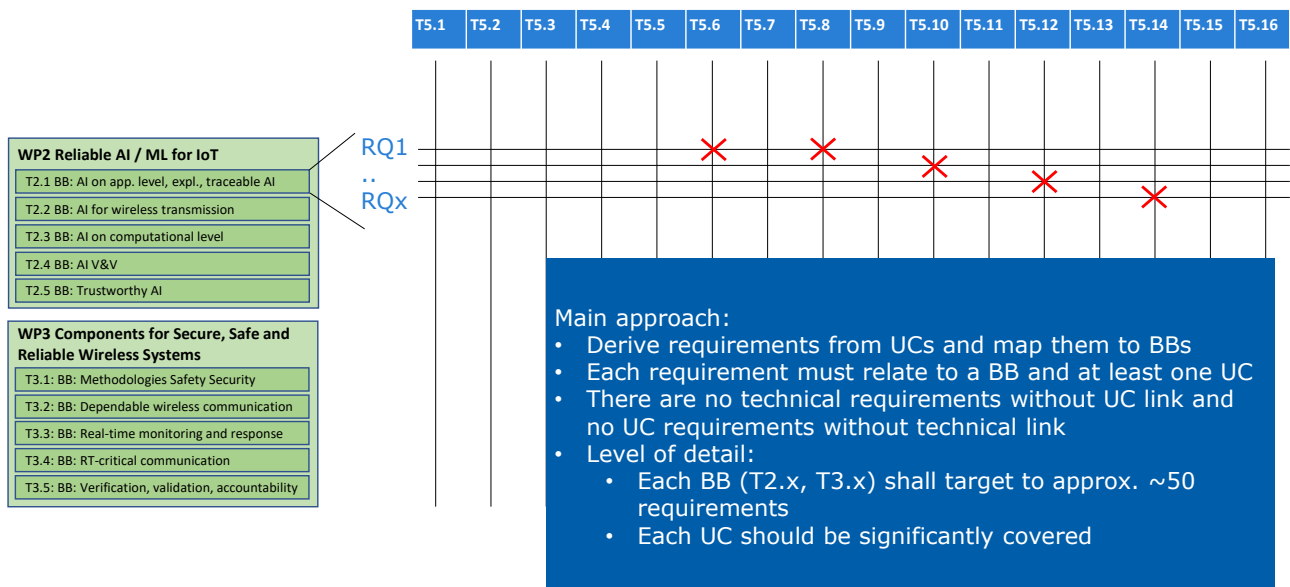 T5.1 T5.2 T5.3 T5.4 T5.5 T5.6 T5.7 T5.8 T5.9 T5.10 T5.11 T5.12 T5.13 T5.14 T5.15 T5.16
WP2 Reliable AI / ML for IoT
T2.1 BB: AI on app. level, expl., traceable AI
T2.2 BB: AI for wireless transmission
T2.3 BB: AI on computational level
T2.4 BB: AI V&V
T2.5 BB: Trustworthy AI
RQ1
..
RQx
WP3 Components for Secure, Safe and
Reliable Wireless Systems
T3.1: BB: Methodologies Safety Security
T3.2: BB: Dependable wireless communication
T3.3: BB: Real-time monitoring and response
T3.4: BB: RT-critical communication
T3.5: BB: Verification, validation, accountability
Main approach:
• Derive requirements from UCs and map them to BBs
• Each requirement must relate to a BB and at least one UC
• There are no technical requirements without UC link and
no UC requirements without technical link
• Level of detail:
• Each BB (T2.x, T3.x) shall target to approx. ~50
requirements
• Each UC should be significantly covered